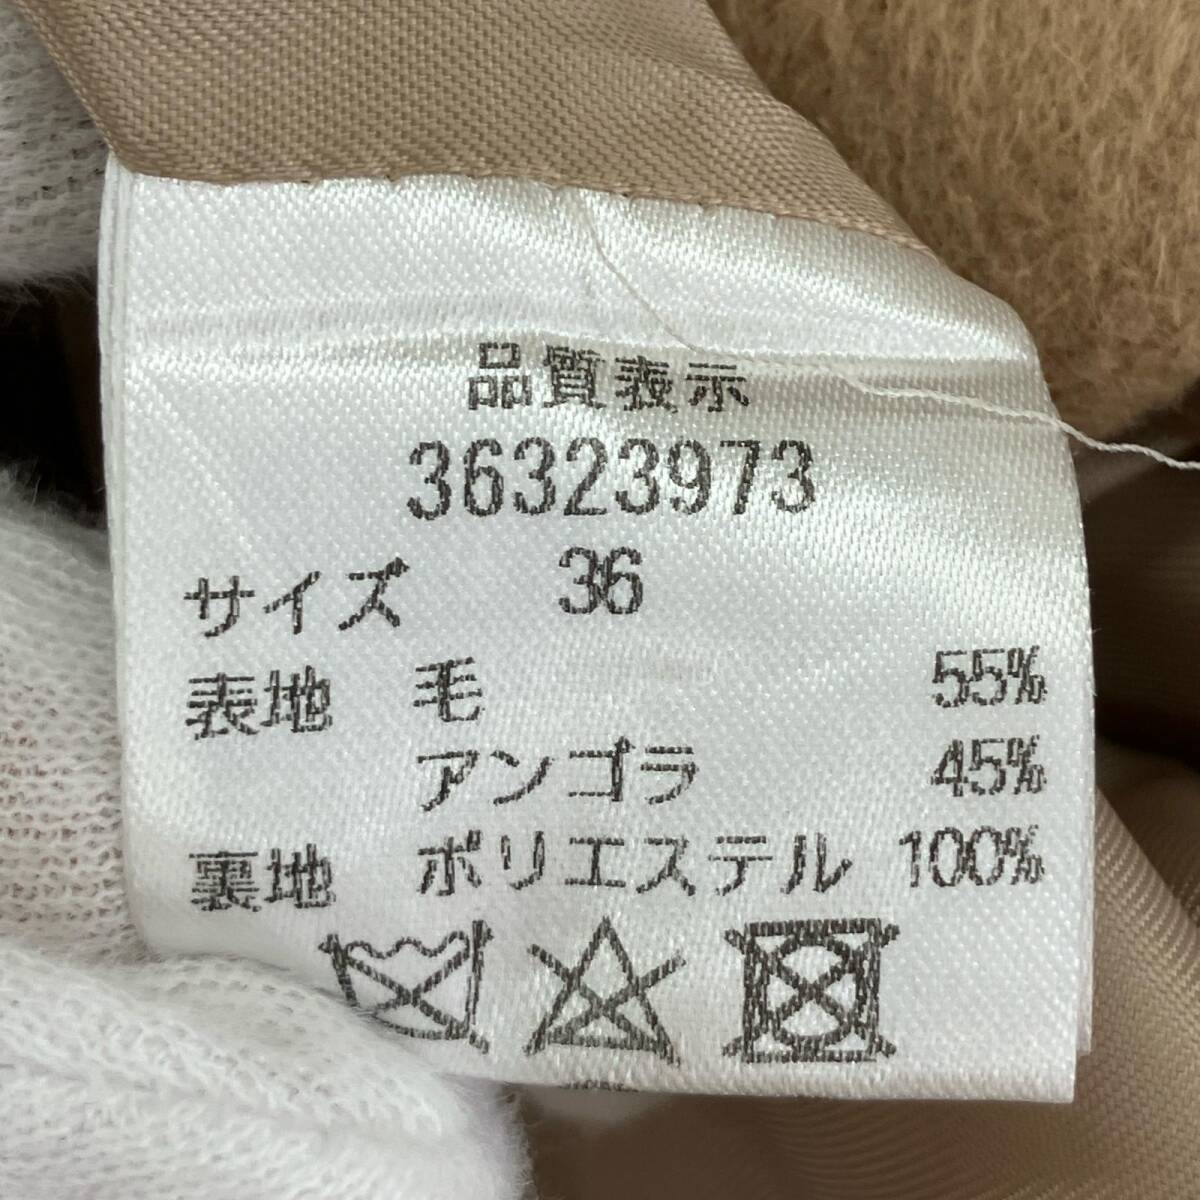 品質表示
36323973
サイズ 36
表地 毛 55%
アンゴラ 45%
裏地 ポリエステル 100%